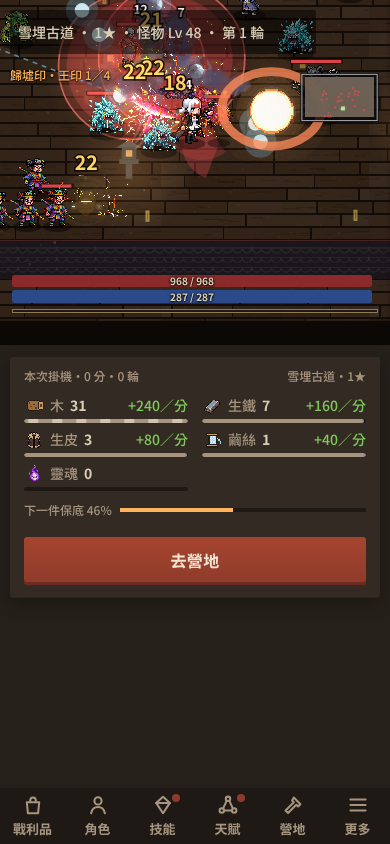 12
7
21
雪埋古道 · 1★ · 怪物 Lv 48 · 第 1 輪
歸墟印·王印 1／4
22 22
18 4
22
968 / 968
287 / 287
本次掛機·0 分·0 輪
雪埋古道·1★
木 31 +240／分
生鐵 7 +160／分
生皮 3 +80／分
繭絲 1 +40／分
靈魂 0
下一件保底 46%
去營地
戰利品
角色
技能
天賦
營地
更多